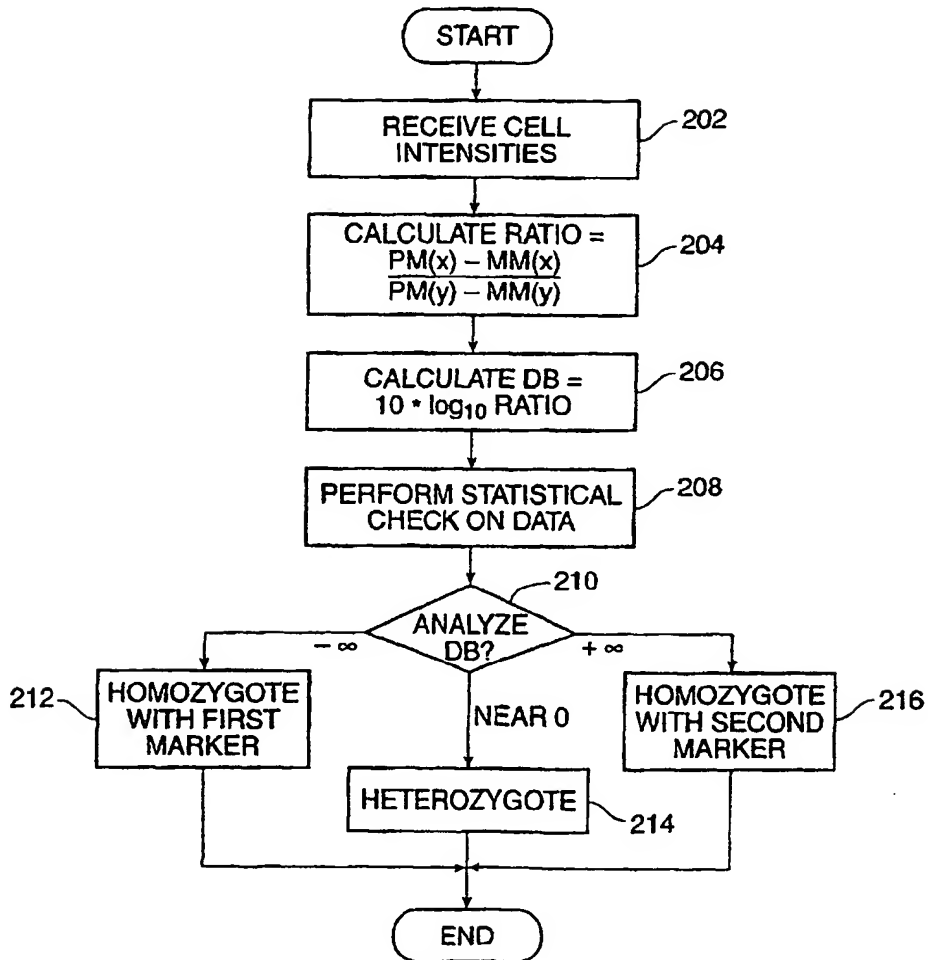 START
RECEIVE CELL
INTENSITIES
202
CALCULATE RATIO =
PM(x) – MM(x)
PM(y) – MM(y)
204
CALCULATE DB =
10 * log₁₀ RATIO
206
PERFORM STATISTICAL
CHECK ON DATA
208
210
ANALYZE
DB?
– ∞
+ ∞
212
HOMOZYGOTE
WITH FIRST
MARKER
NEAR 0
HOMOZYGOTE
WITH SECOND
MARKER
216
HETEROZYGOTE
214
END